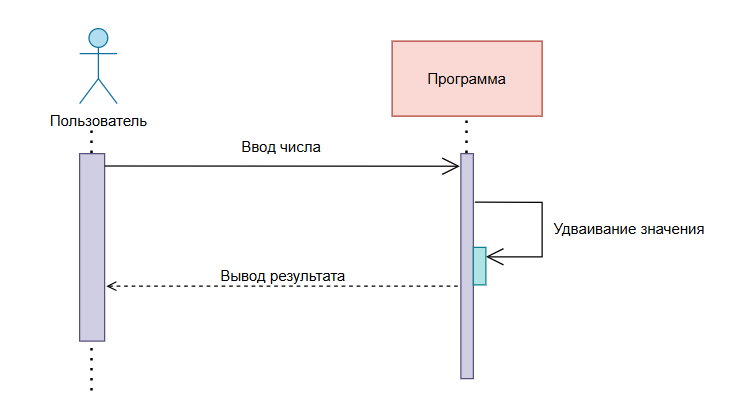 Программа
Пользователь
Ввод числа
Удваивание значения
Вывод результата